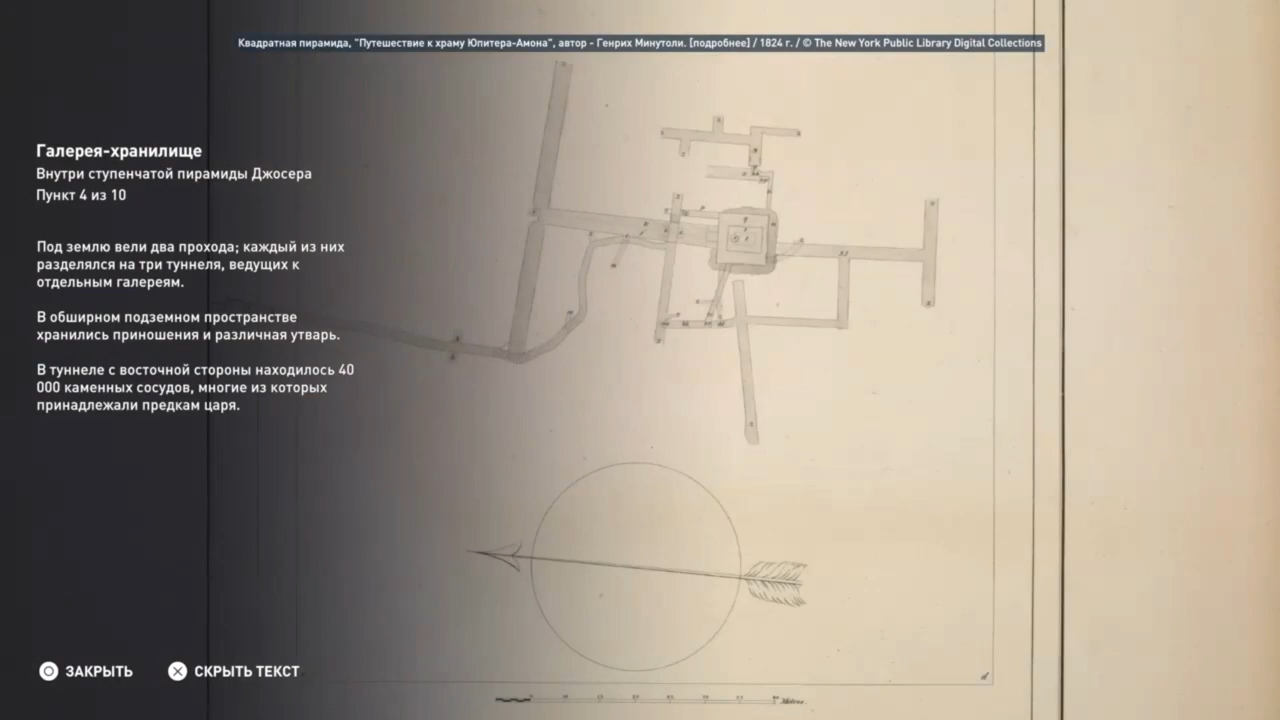 Квадратная пирамида, "Путешествие к храму Юпитера-Амона", автор - Генрих Минутоли. [подробнее] / 1824 г. / © The New York Public Library Digital Collections
Галерея-хранилище
Внутри ступенчатой пирамиды Джосера
Пункт 4 из 10
Под землю вели два прохода; каждый из них
разделялся на три туннеля, ведущих к
отдельным галереям.
В обширном подземном пространстве
хранились приношения и различная утварь.
В туннеле с восточной стороны находилось 40
000 каменных сосудов, многие из которых
принадлежали предкам царя.
ЗАКРЫТЬ
СКРЫТЬ ТЕКСТ